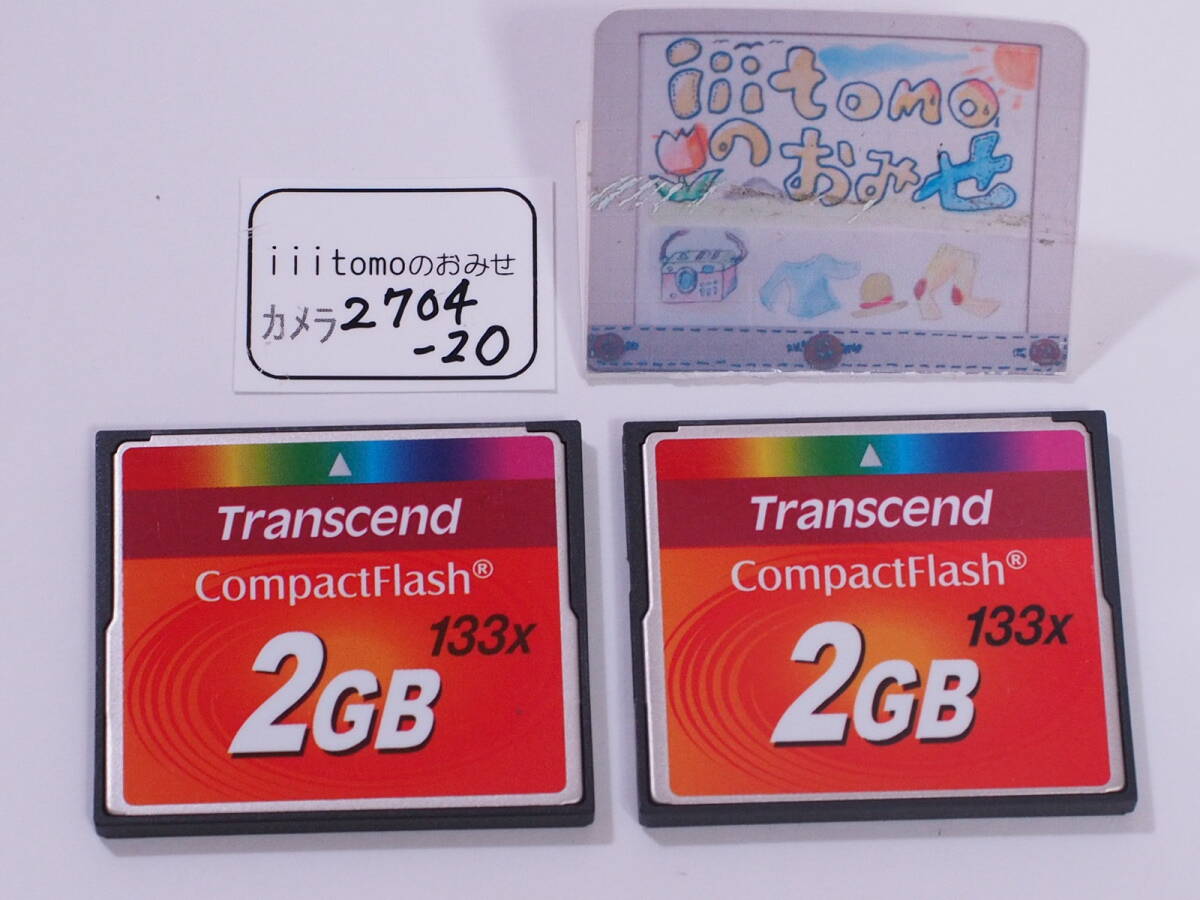 iiitomo
のおみせ
iiitomoのおみせ
カメラ2704
-20
Transcend
CompactFlash®
133x
2GB
Transcend
CompactFlash®
133x
2GB